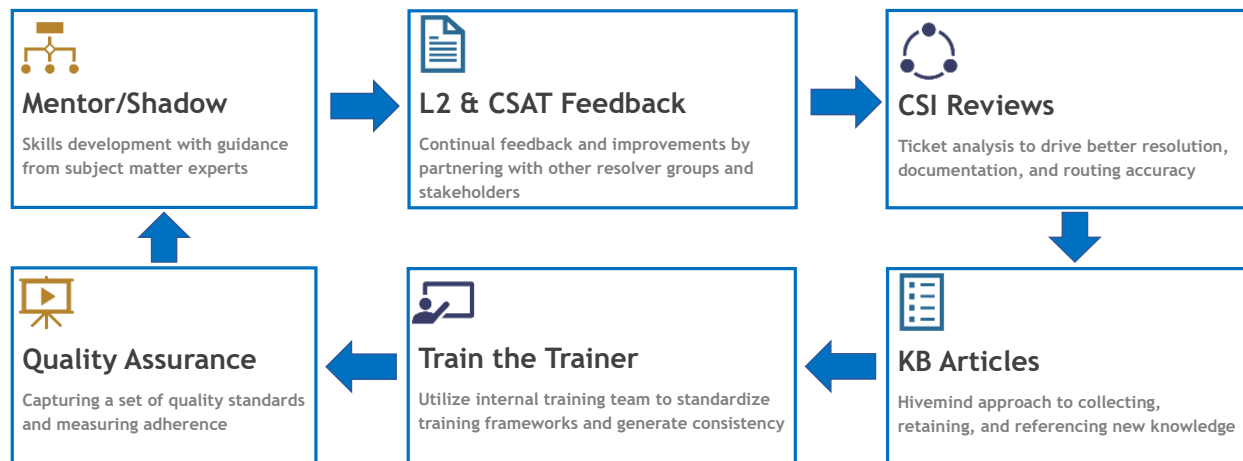 Mentor/Shadow
Skills development with guidance
from subject matter experts
L2 & CSAT Feedback
Continual feedback and improvements by
partnering with other resolver groups and
stakeholders
CSI Reviews
Ticket analysis to drive better resolution,
documentation, and routing accuracy
Quality Assurance
Capturing a set of quality standards
and measuring adherence
Train the Trainer
Utilize internal training team to standardize
training frameworks and generate consistency
KB Articles
Hivemind approach to collecting,
retaining, and referencing new knowledge